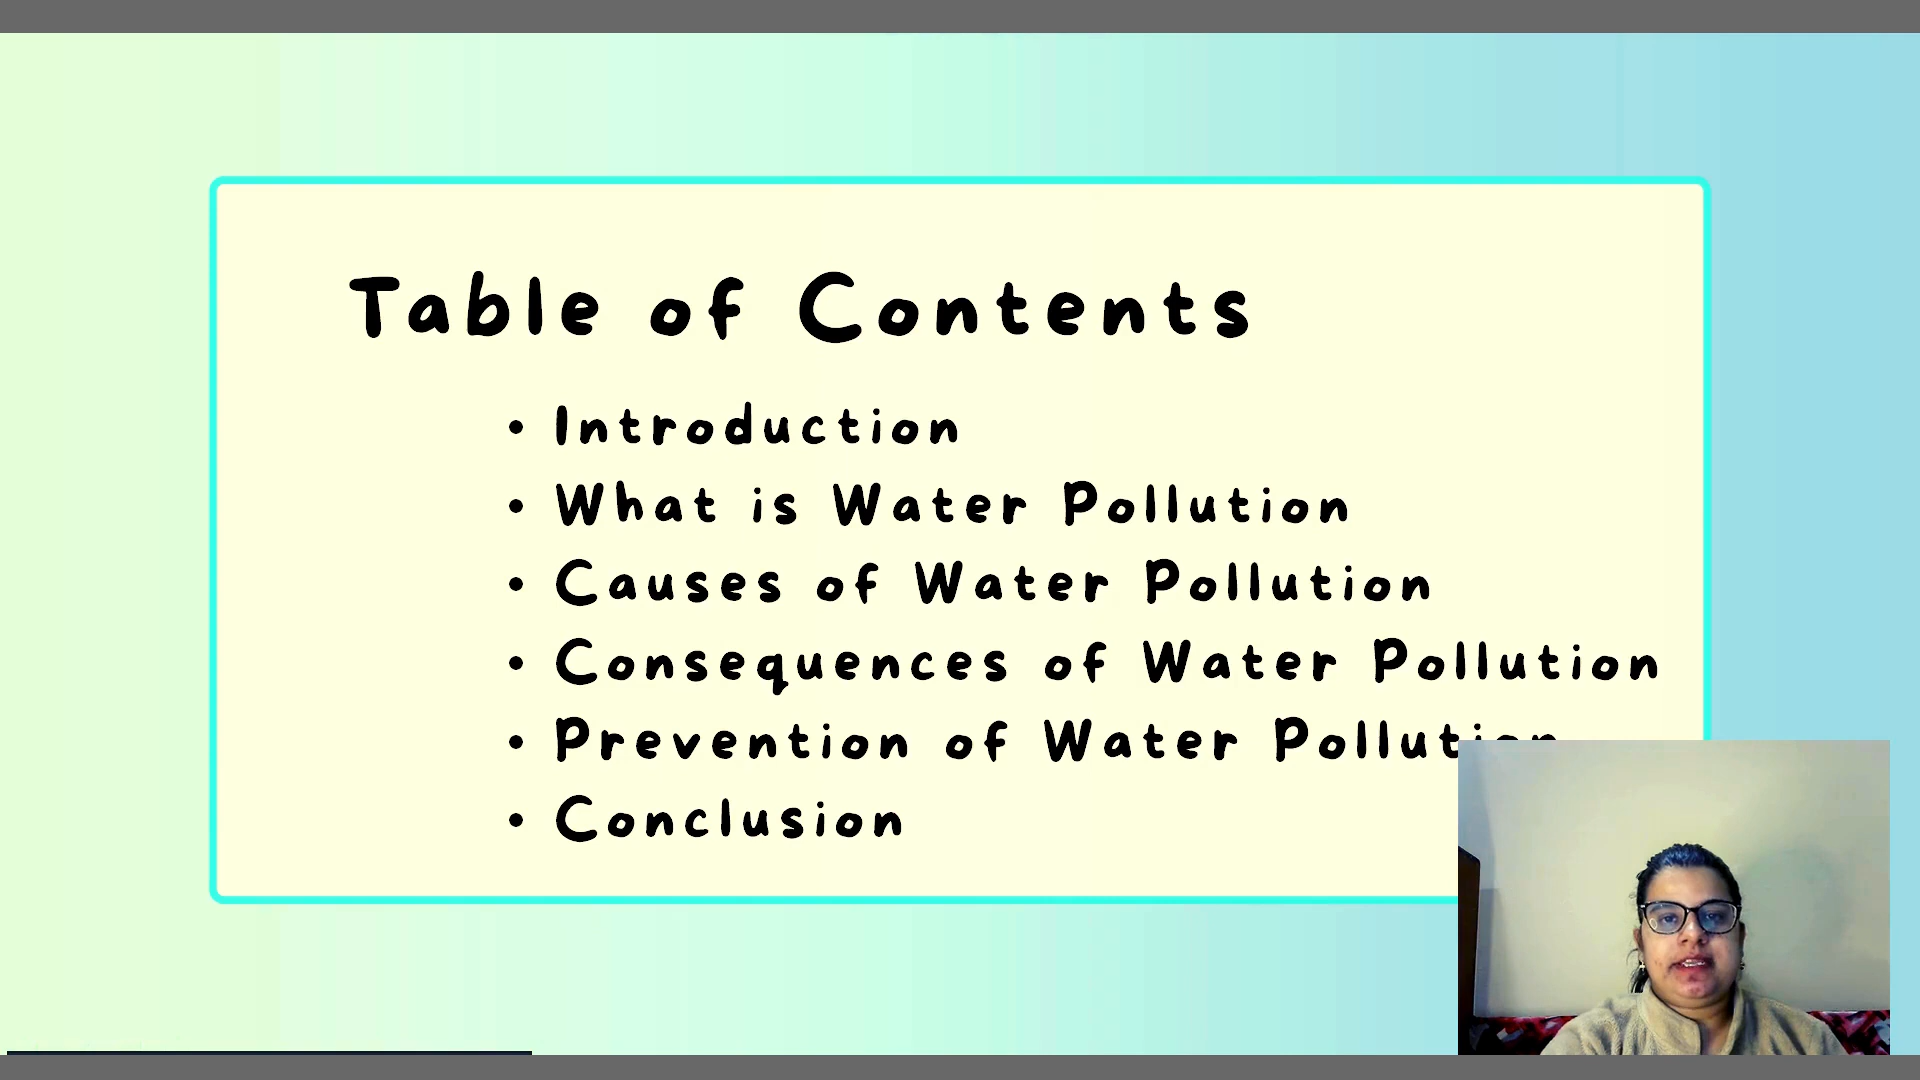 Table of Contents
• Introduction
• What is Water Pollution
• Causes of Water Pollution
• Consequences of Water Pollution
• Prevention of Water Pollution
• Conclusion